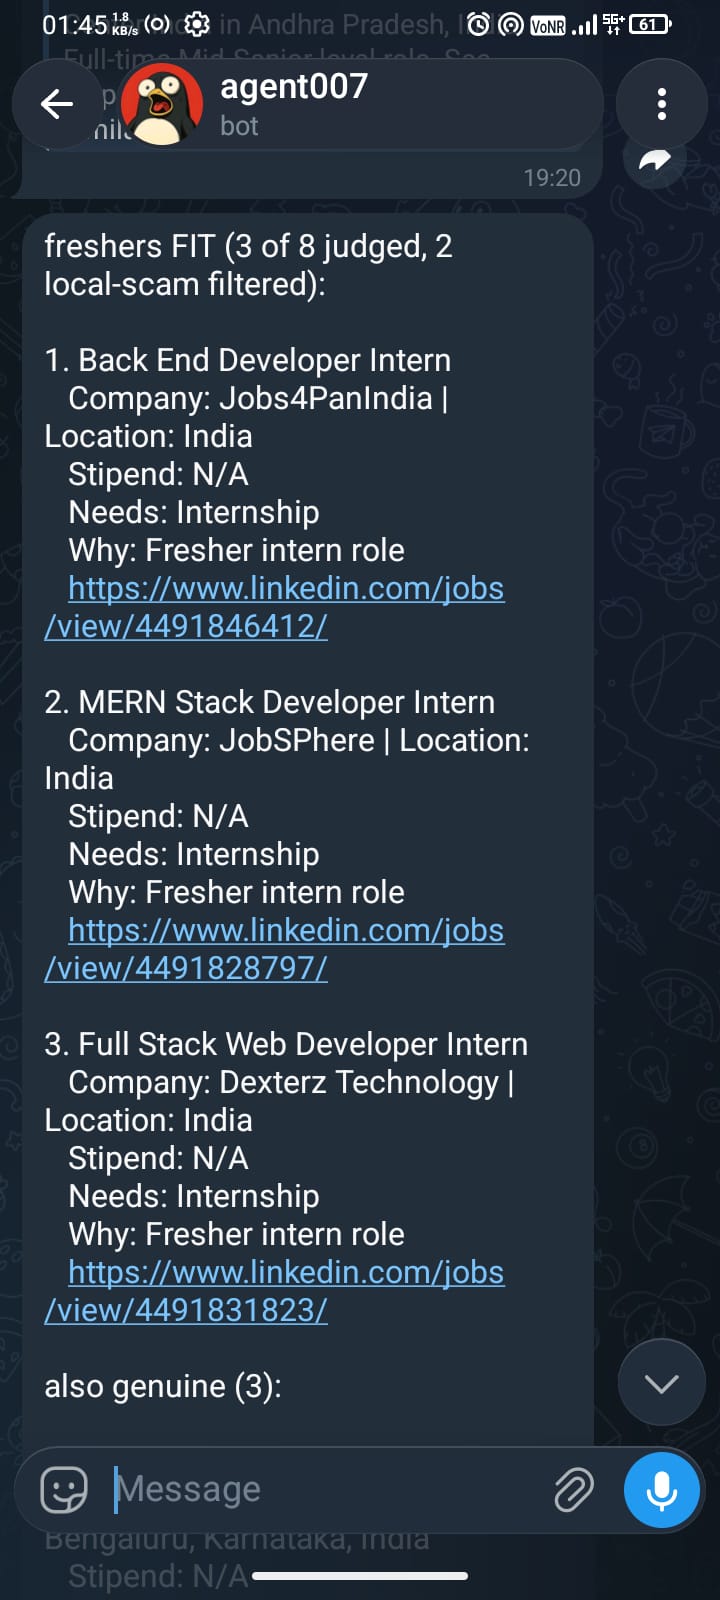 01:45 1.8 KB/s VoNR 5G+ 61
in Andhra Pradesh,
agent007
bot
19:20
freshers FIT (3 of 8 judged, 2
local-scam filtered):
1. Back End Developer Intern
Company: Jobs4PanIndia |
Location: India
Stipend: N/A
Needs: Internship
Why: Fresher intern role
https://www.linkedin.com/jobs
/view/4491846412/
2. MERN Stack Developer Intern
Company: JobSPhere | Location:
India
Stipend: N/A
Needs: Internship
Why: Fresher intern role
https://www.linkedin.com/jobs
/view/4491828797/
3. Full Stack Web Developer Intern
Company: Dexterz Technology |
Location: India
Stipend: N/A
Needs: Internship
Why: Fresher intern role
https://www.linkedin.com/jobs
/view/4491831823/
also genuine (3):
Message
Bengaluru, Karnataka, India
Stipend: N/A